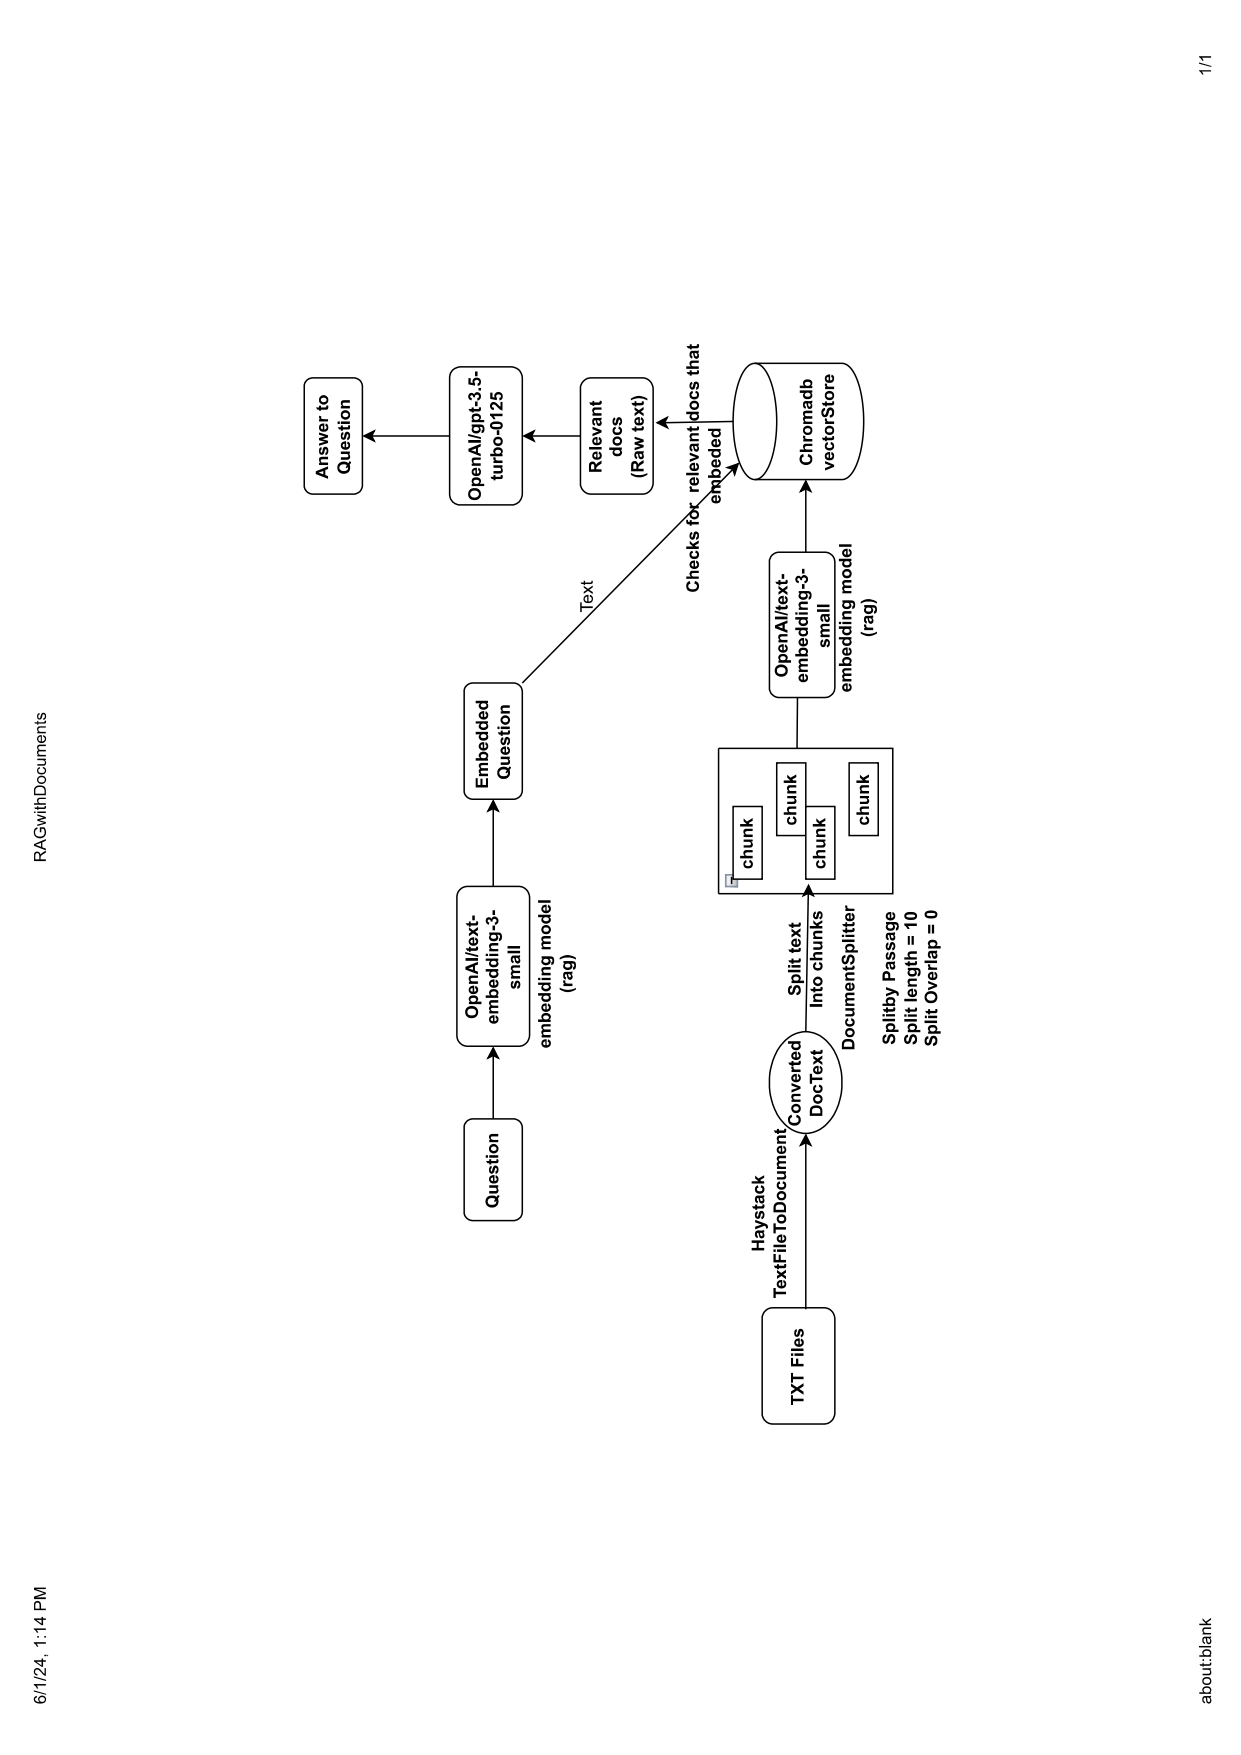 6/1/24, 1:14 PM
RAGwithDocuments
Answer to
Question
Question
OpenAI/text-
embedding-3-
small
embedding model
(rag)
Embedded
Question
OpenAI/gpt-3.5-
turbo-0125
Text
Relevant
docs
(Raw text)
Checks for  relevant docs that
embeded
TXT Files
Haystack
TextFileToDocument
Converted
DocText
Split text
Into chunks
DocumentSplitter
Splitby Passage
Split length = 10
Split Overlap = 0
chunk
chunk
chunk
chunk
OpenAI/text-
embedding-3-
small
embedding model
(rag)
Chromadb
vectorStore
about:blank
1/1